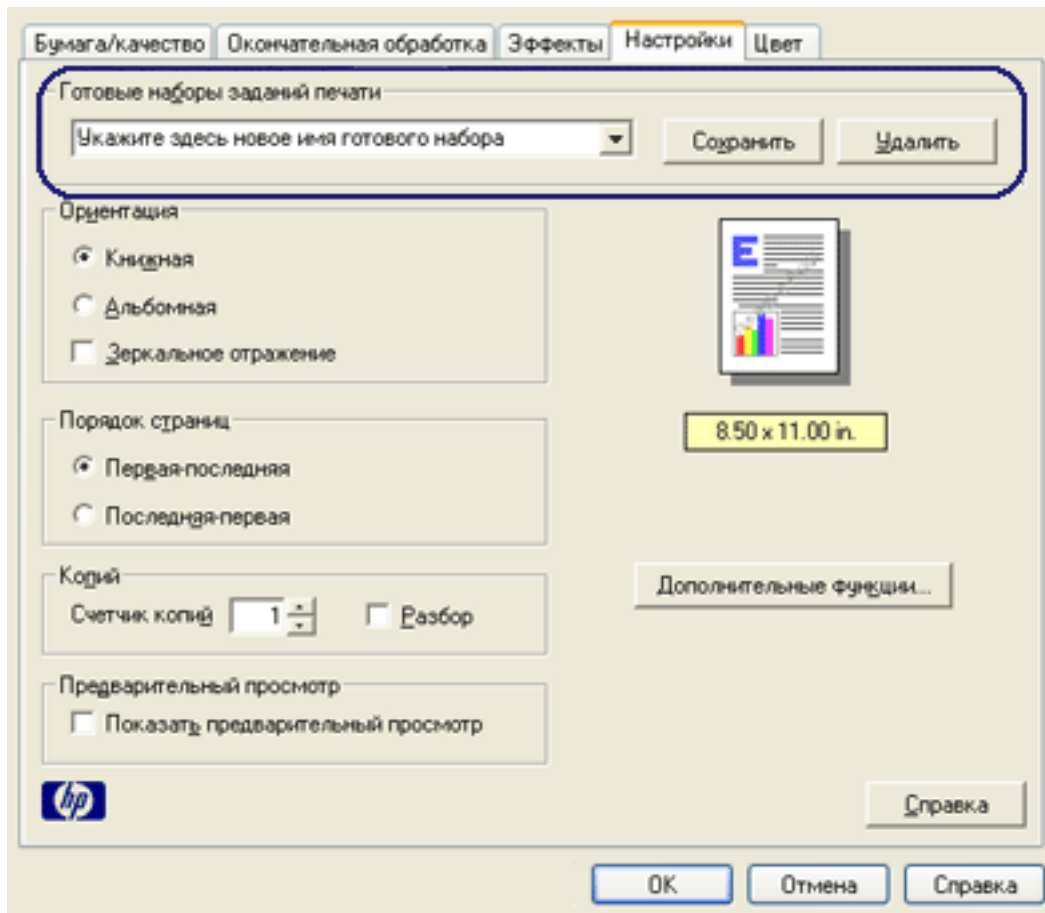 Бумага/качество Окончательная обработка Эффекты Настройки Цвет
Готовые наборы заданий печати
Укажите здесь новое имя готового набора Сохранить Удалить
Ориентация
Книжная
Альбомная
Зеркальное отражение
E
8.50 x 11.00 in.
Порядок страниц
Первая-последняя
Последняя-первая
Копий
Счетчик копий 1 Разбор
Дополнительные функции...
Предварительный просмотр
Показать предварительный просмотр
hp
Справка
OK Отмена Справка